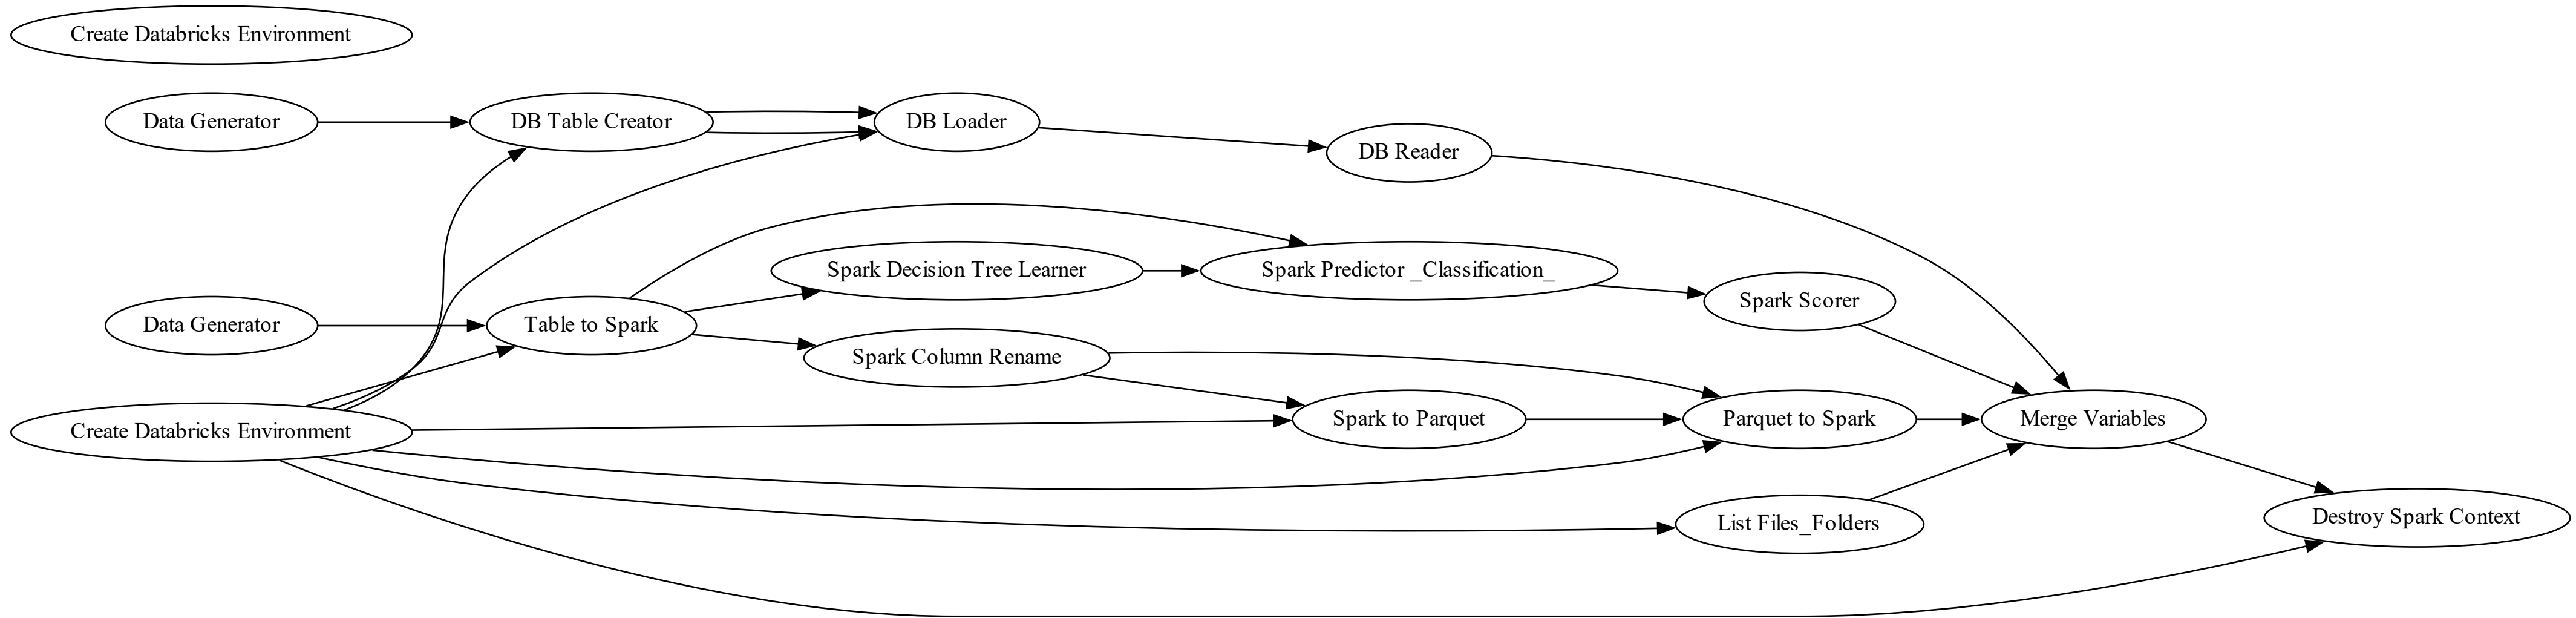 Create Databricks Environment
Data Generator
DB Table Creator
DB Loader
DB Reader
Spark Decision Tree Learner
Spark Predictor _Classification_
Spark Scorer
Data Generator
Table to Spark
Spark Column Rename
Spark to Parquet
Parquet to Spark
Merge Variables
Create Databricks Environment
List Files_Folders
Destroy Spark Context